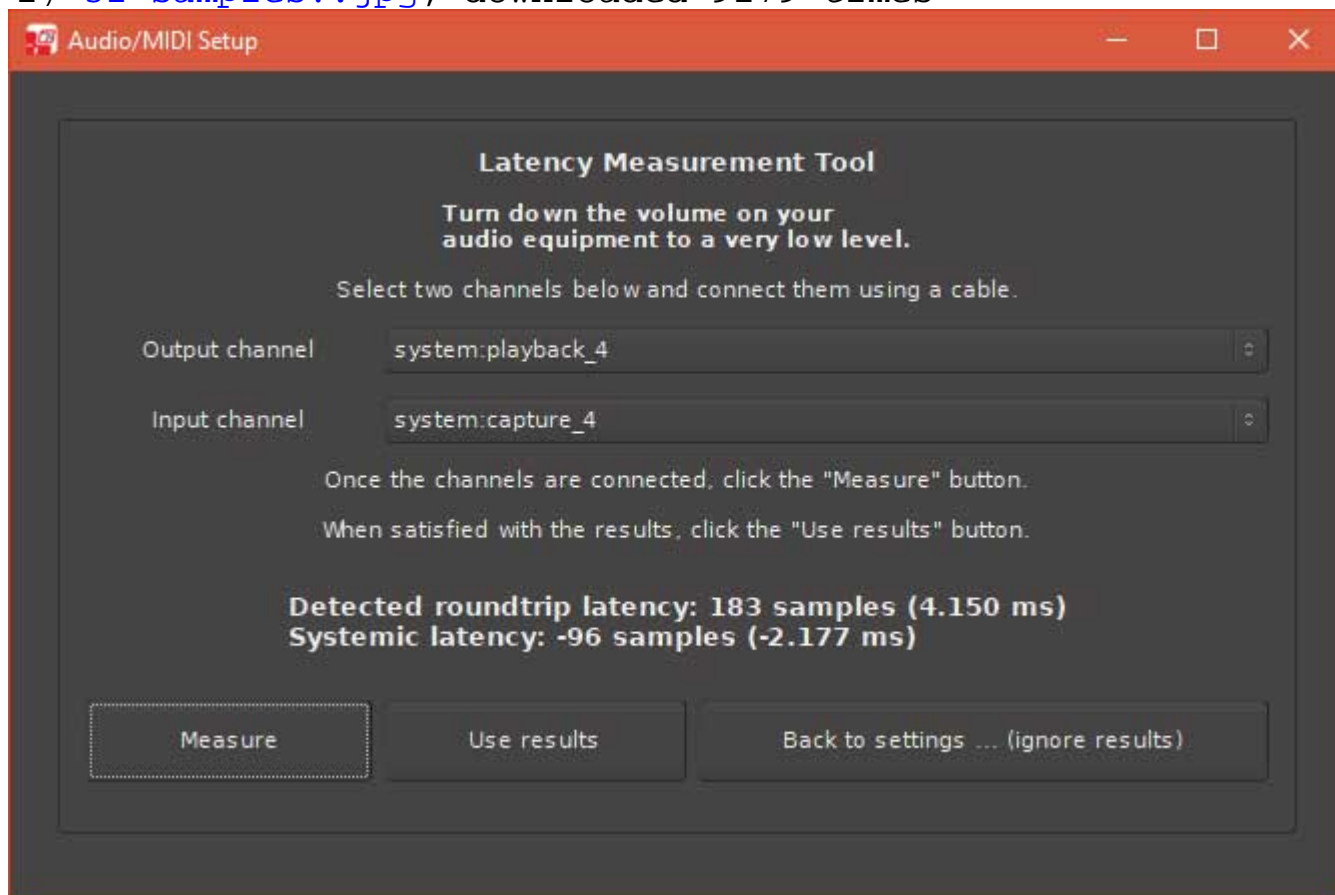 Audio/MIDI Setup
Latency Measurement Tool
Turn down the volume on your
audio equipment to a very low level.
Select two channels below and connect them using a cable.
Output channel system:playback_4
Input channel system:capture_4
Once the channels are connected, click the "Measure" button.
When satisfied with the results, click the "Use results" button.
Detected roundtrip latency: 183 samples (4.150 ms)
Systemic latency: -96 samples (-2.177 ms)
Measure Use results Back to settings ... (ignore results)